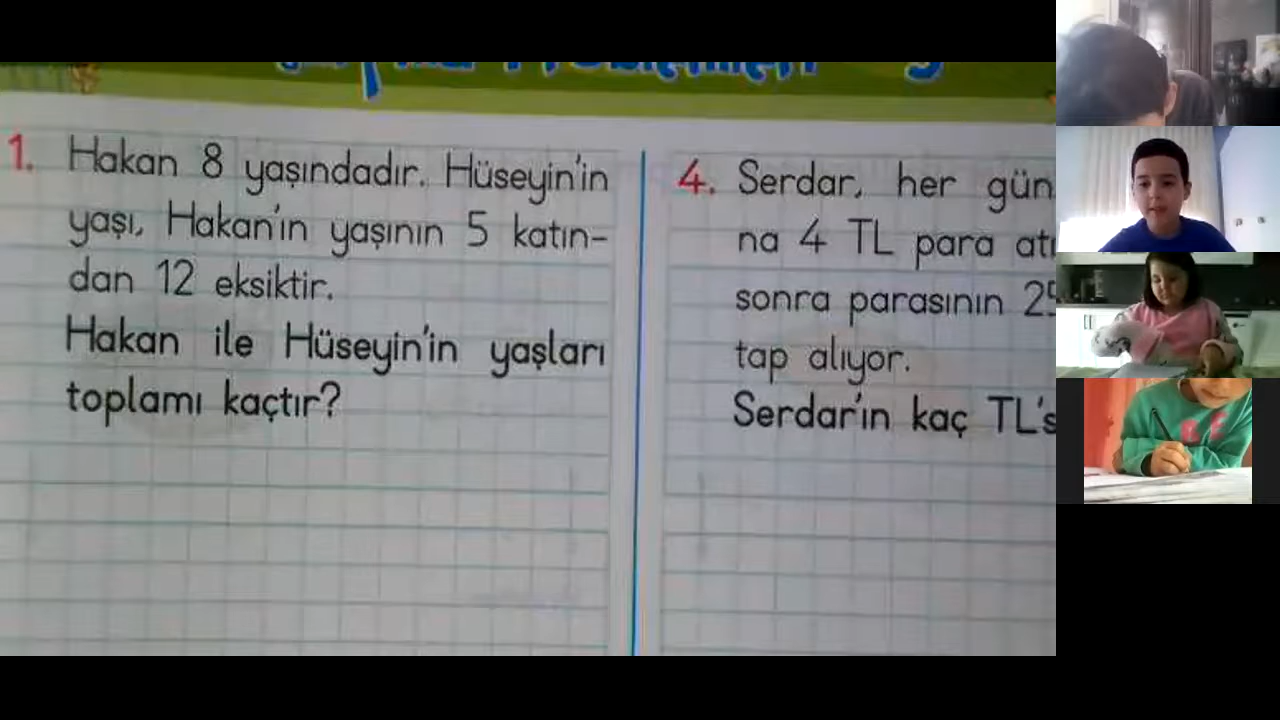 1. Hakan 8 yaşındadır. Hüseyin'in
yaşı, Hakan'ın yaşının 5 katın-
dan 12 eksiktir.
Hakan ile Hüseyin'in yaşları
toplamı kaçtır?
4. Serdar, her gün
na 4 TL para
sonra parasının
tap alıyor.
Serdar'ın kaç